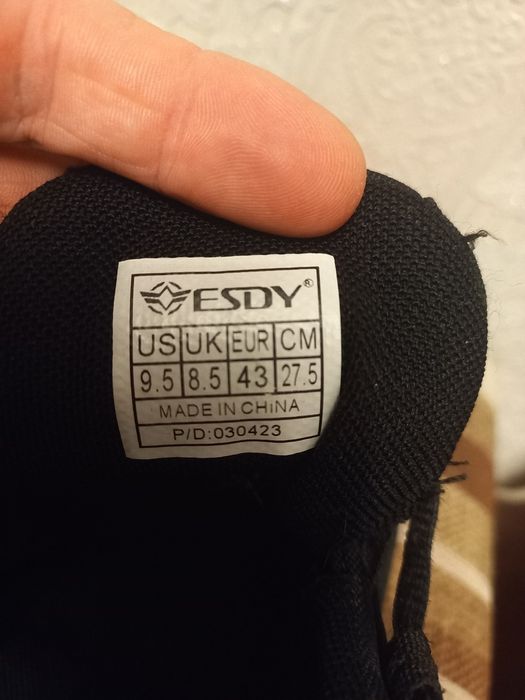 ESDY®
US UK EUR CM
9.5 8.5 43 27.5
MADE IN CHiNA
P/D:030423